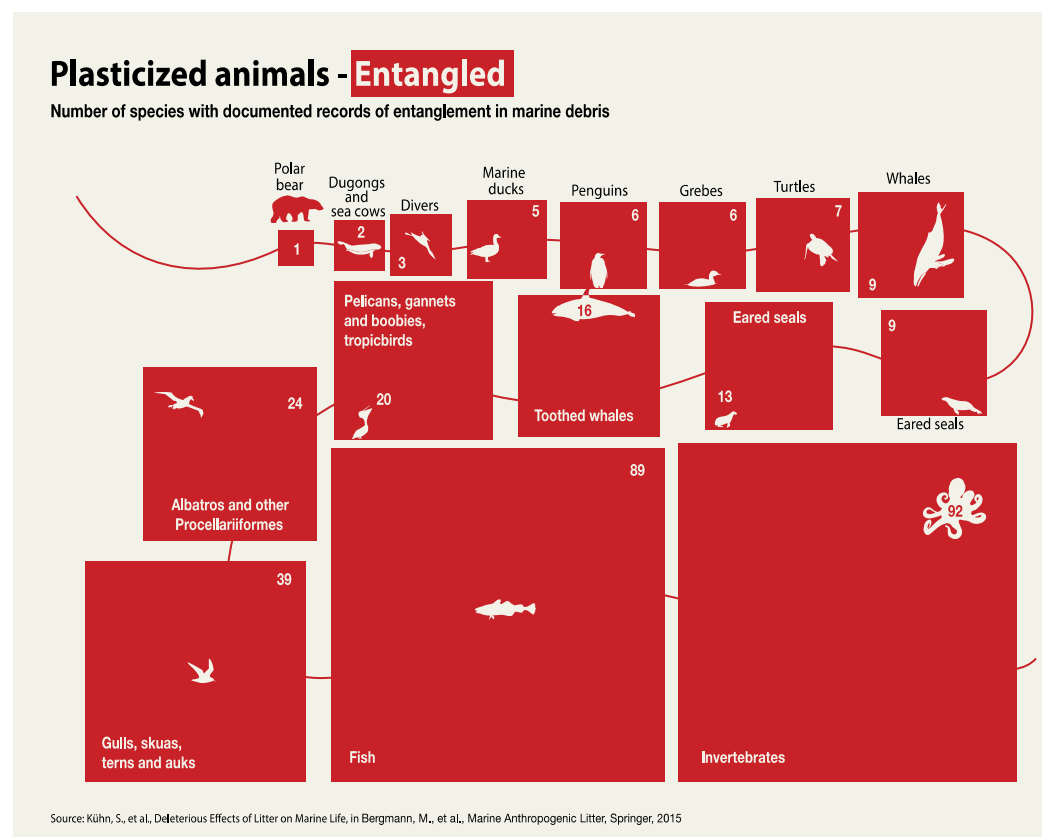 Plasticized animals - Entangled
Number of species with documented records of entanglement in marine debris
Polar
bear
1
Dugongs
and
sea cows
2
Divers
3
Marine
ducks
5
Penguins
6
Grebes
6
Turtles
7
Whales
9
9
Eared seals
Eared seals
13
16
Toothed whales
Pelicans, gannets
and boobies,
tropicbirds
20
24
Albatros and other
Procellariiformes
39
Gulls, skuas,
terns and auks
89
Fish
92
Invertebrates
Source: Kühn, S., et al., Deleterious Effects of Litter on Marine Life, in Bergmann, M., et al., Marine Anthropogenic Litter, Springer, 2015